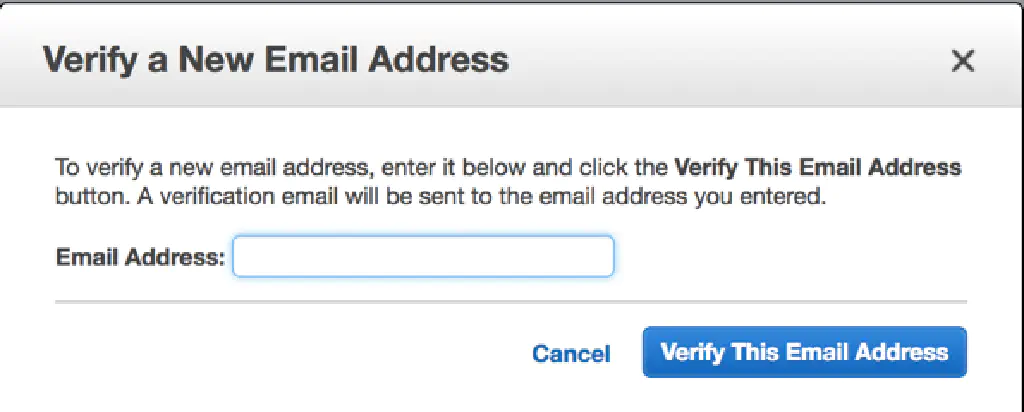 Verify a New Email Address
To verify a new email address, enter it below and click the Verify This Email Address
button. A verification email will be sent to the email address you entered.
Email Address:
Cancel Verify This Email Address